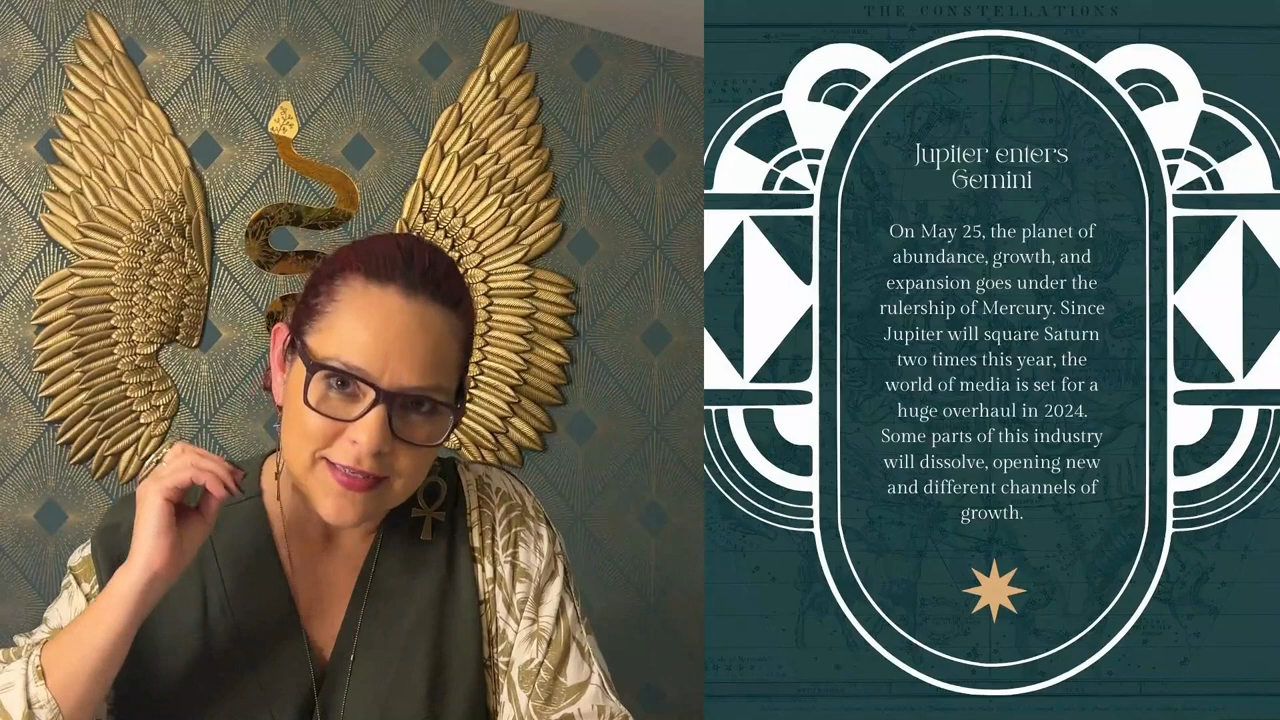 THE CONSTELLATIONS
Jupiter enters
Gemini
On May 25, the planet of
abundance, growth, and
expansion goes under the
rulership of Mercury. Since
Jupiter will square Saturn
two times this year, the
world of media is set for a
huge overhaul in 2024.
Some parts of this industry
will dissolve, opening new
and different channels of
growth.